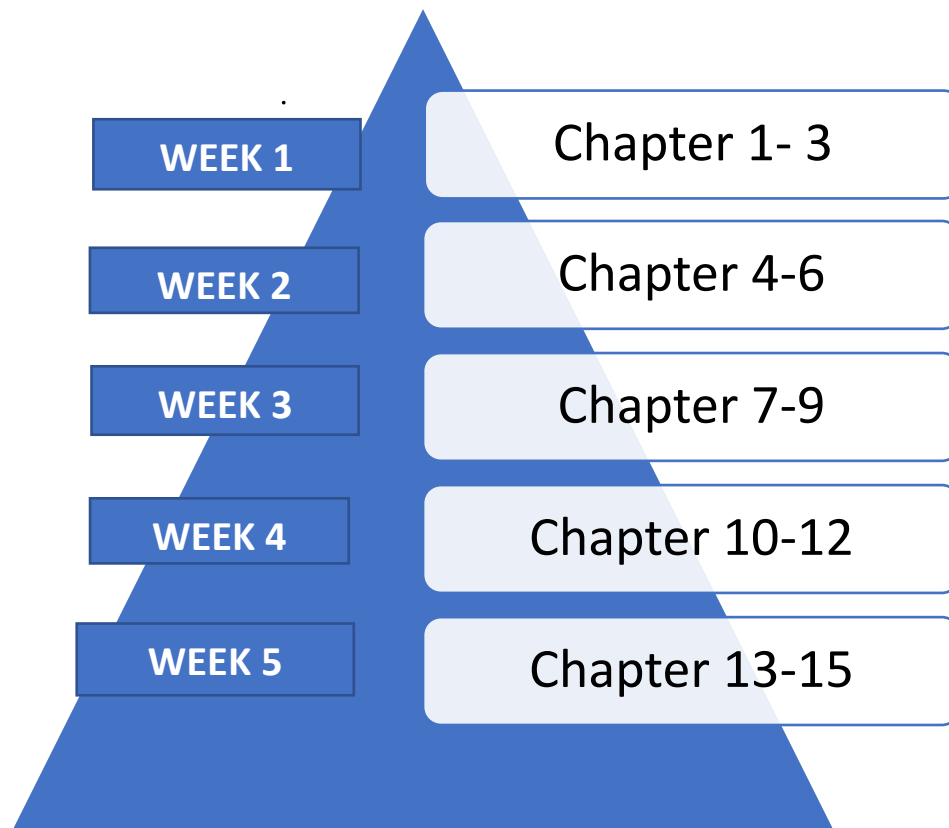 WEEK 1
Chapter 1- 3
WEEK 2
Chapter 4-6
WEEK 3
Chapter 7-9
WEEK 4
Chapter 10-12
WEEK 5
Chapter 13-15